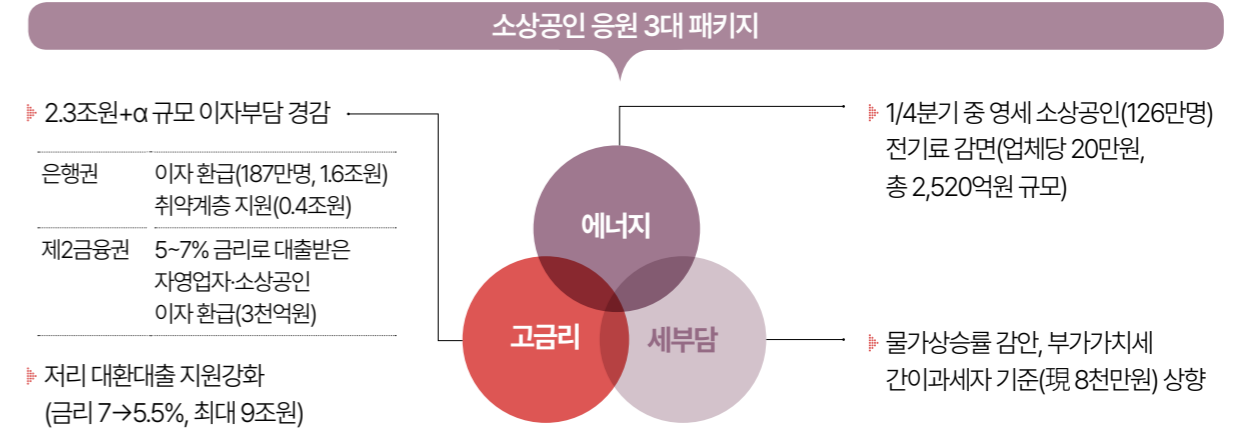 소상공인 응원 3대 패키지
2.3조원+α 규모 이자부담 경감
은행권
이자 환급(187만명, 1.6조원)
취약계층 지원(0.4조원)
제2금융권
5~7% 금리로 대출받은
자영업자·소상공인
이자 환급(3천억원)
저리 대환대출 지원강화
(금리 7→5.5%, 최대 9조원)
에너지
고금리
세부담
1/4분기 중 영세 소상공인(126만명)
전기료 감면(업체당 20만원,
총 2,520억원 규모)
물가상승률 감안, 부가가치세
간이과세자 기준(現 8천만원) 상향